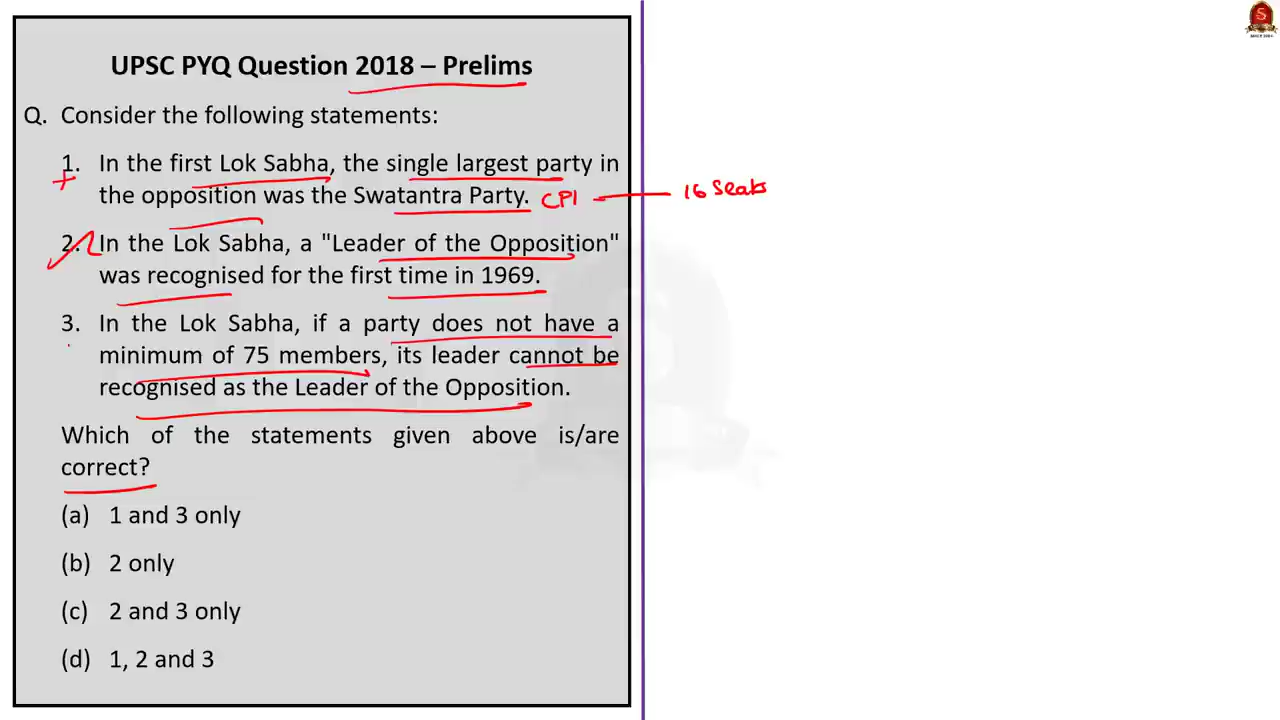 UPSC PYQ Question 2018 – Prelims
Q. Consider the following statements:
1. In the first Lok Sabha, the single largest party in
the opposition was the Swatantra Party. CPI — 16 Seats
2. In the Lok Sabha, a "Leader of the Opposition"
was recognised for the first time in 1969.
3. In the Lok Sabha, if a party does not have a
minimum of 75 members, its leader cannot be
recognised as the Leader of the Opposition.
Which of the statements given above is/are
correct?
(a) 1 and 3 only
(b) 2 only
(c) 2 and 3 only
(d) 1, 2 and 3